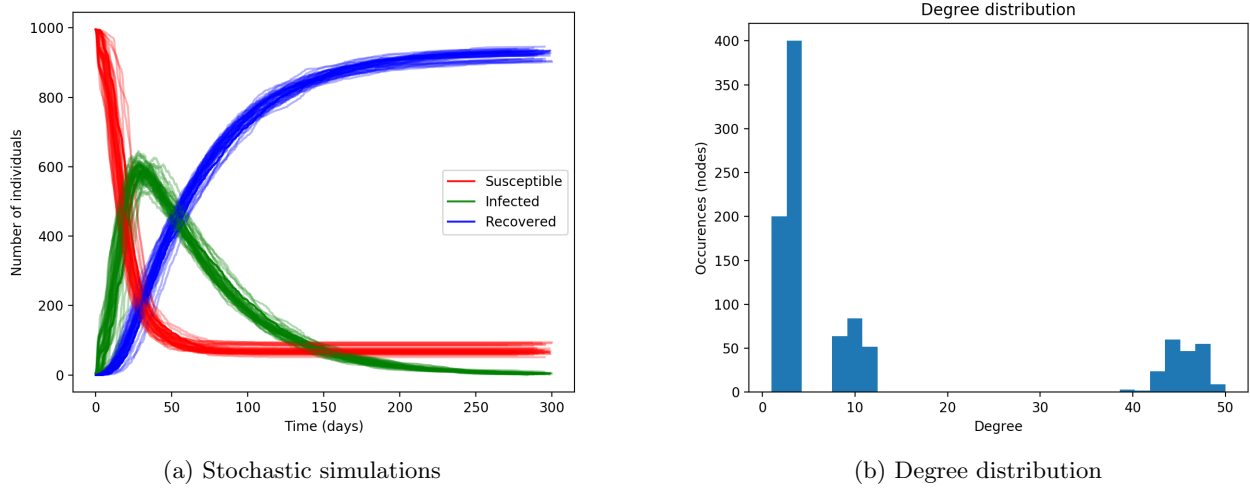 1000
800
600
400
200
0
Number of individuals
Susceptible
Infected
Recovered
0 50 100 150 200 250 300
Time (days)
(a) Stochastic simulations
Degree distribution
400
350
300
250
200
150
100
50
0
Occurences (nodes)
0 10 20 30 40 50
Degree
(b) Degree distribution